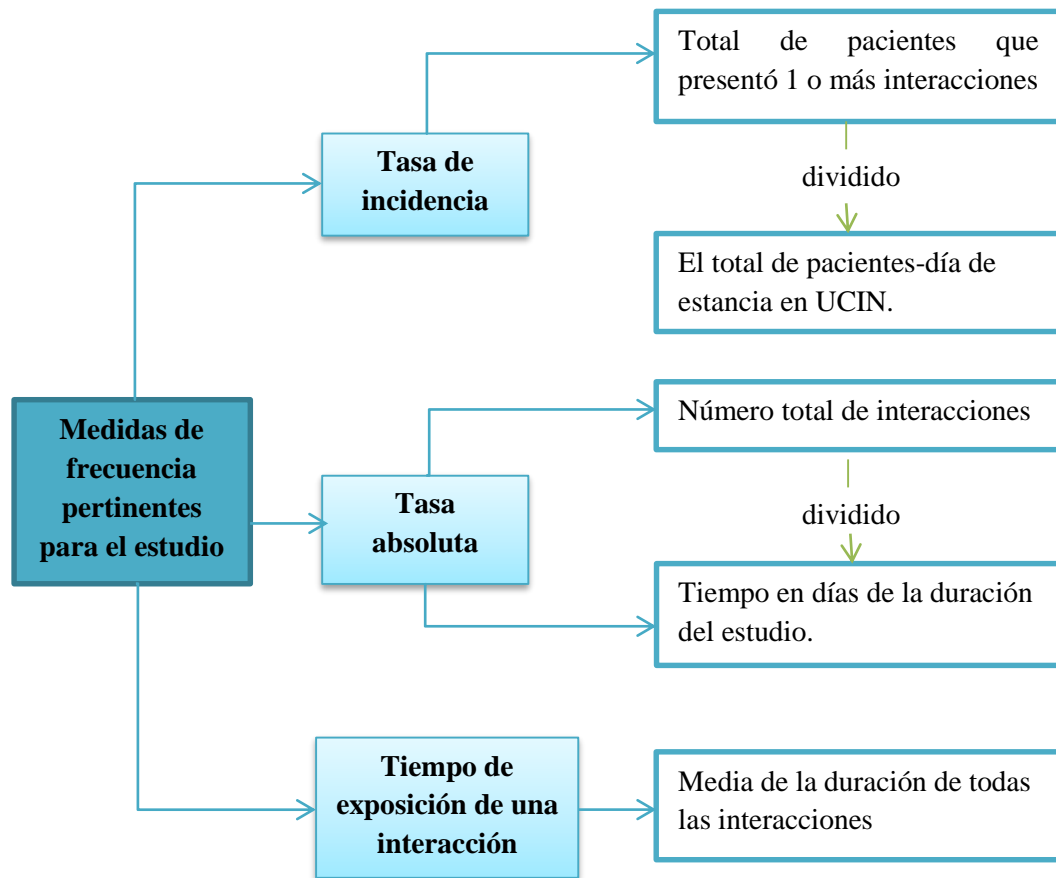 Total de pacientes que
presentó 1 o más interacciones
Tasa de
incidencia
dividido
El total de pacientes-día de
estancia en UCIN.
Medidas de
frecuencia
pertinentes
para el estudio
Número total de interacciones
Tasa
absoluta
dividido
Tiempo en días de la duración
del estudio.
Tiempo de
exposición de una
interacción
Media de la duración de todas
las interacciones